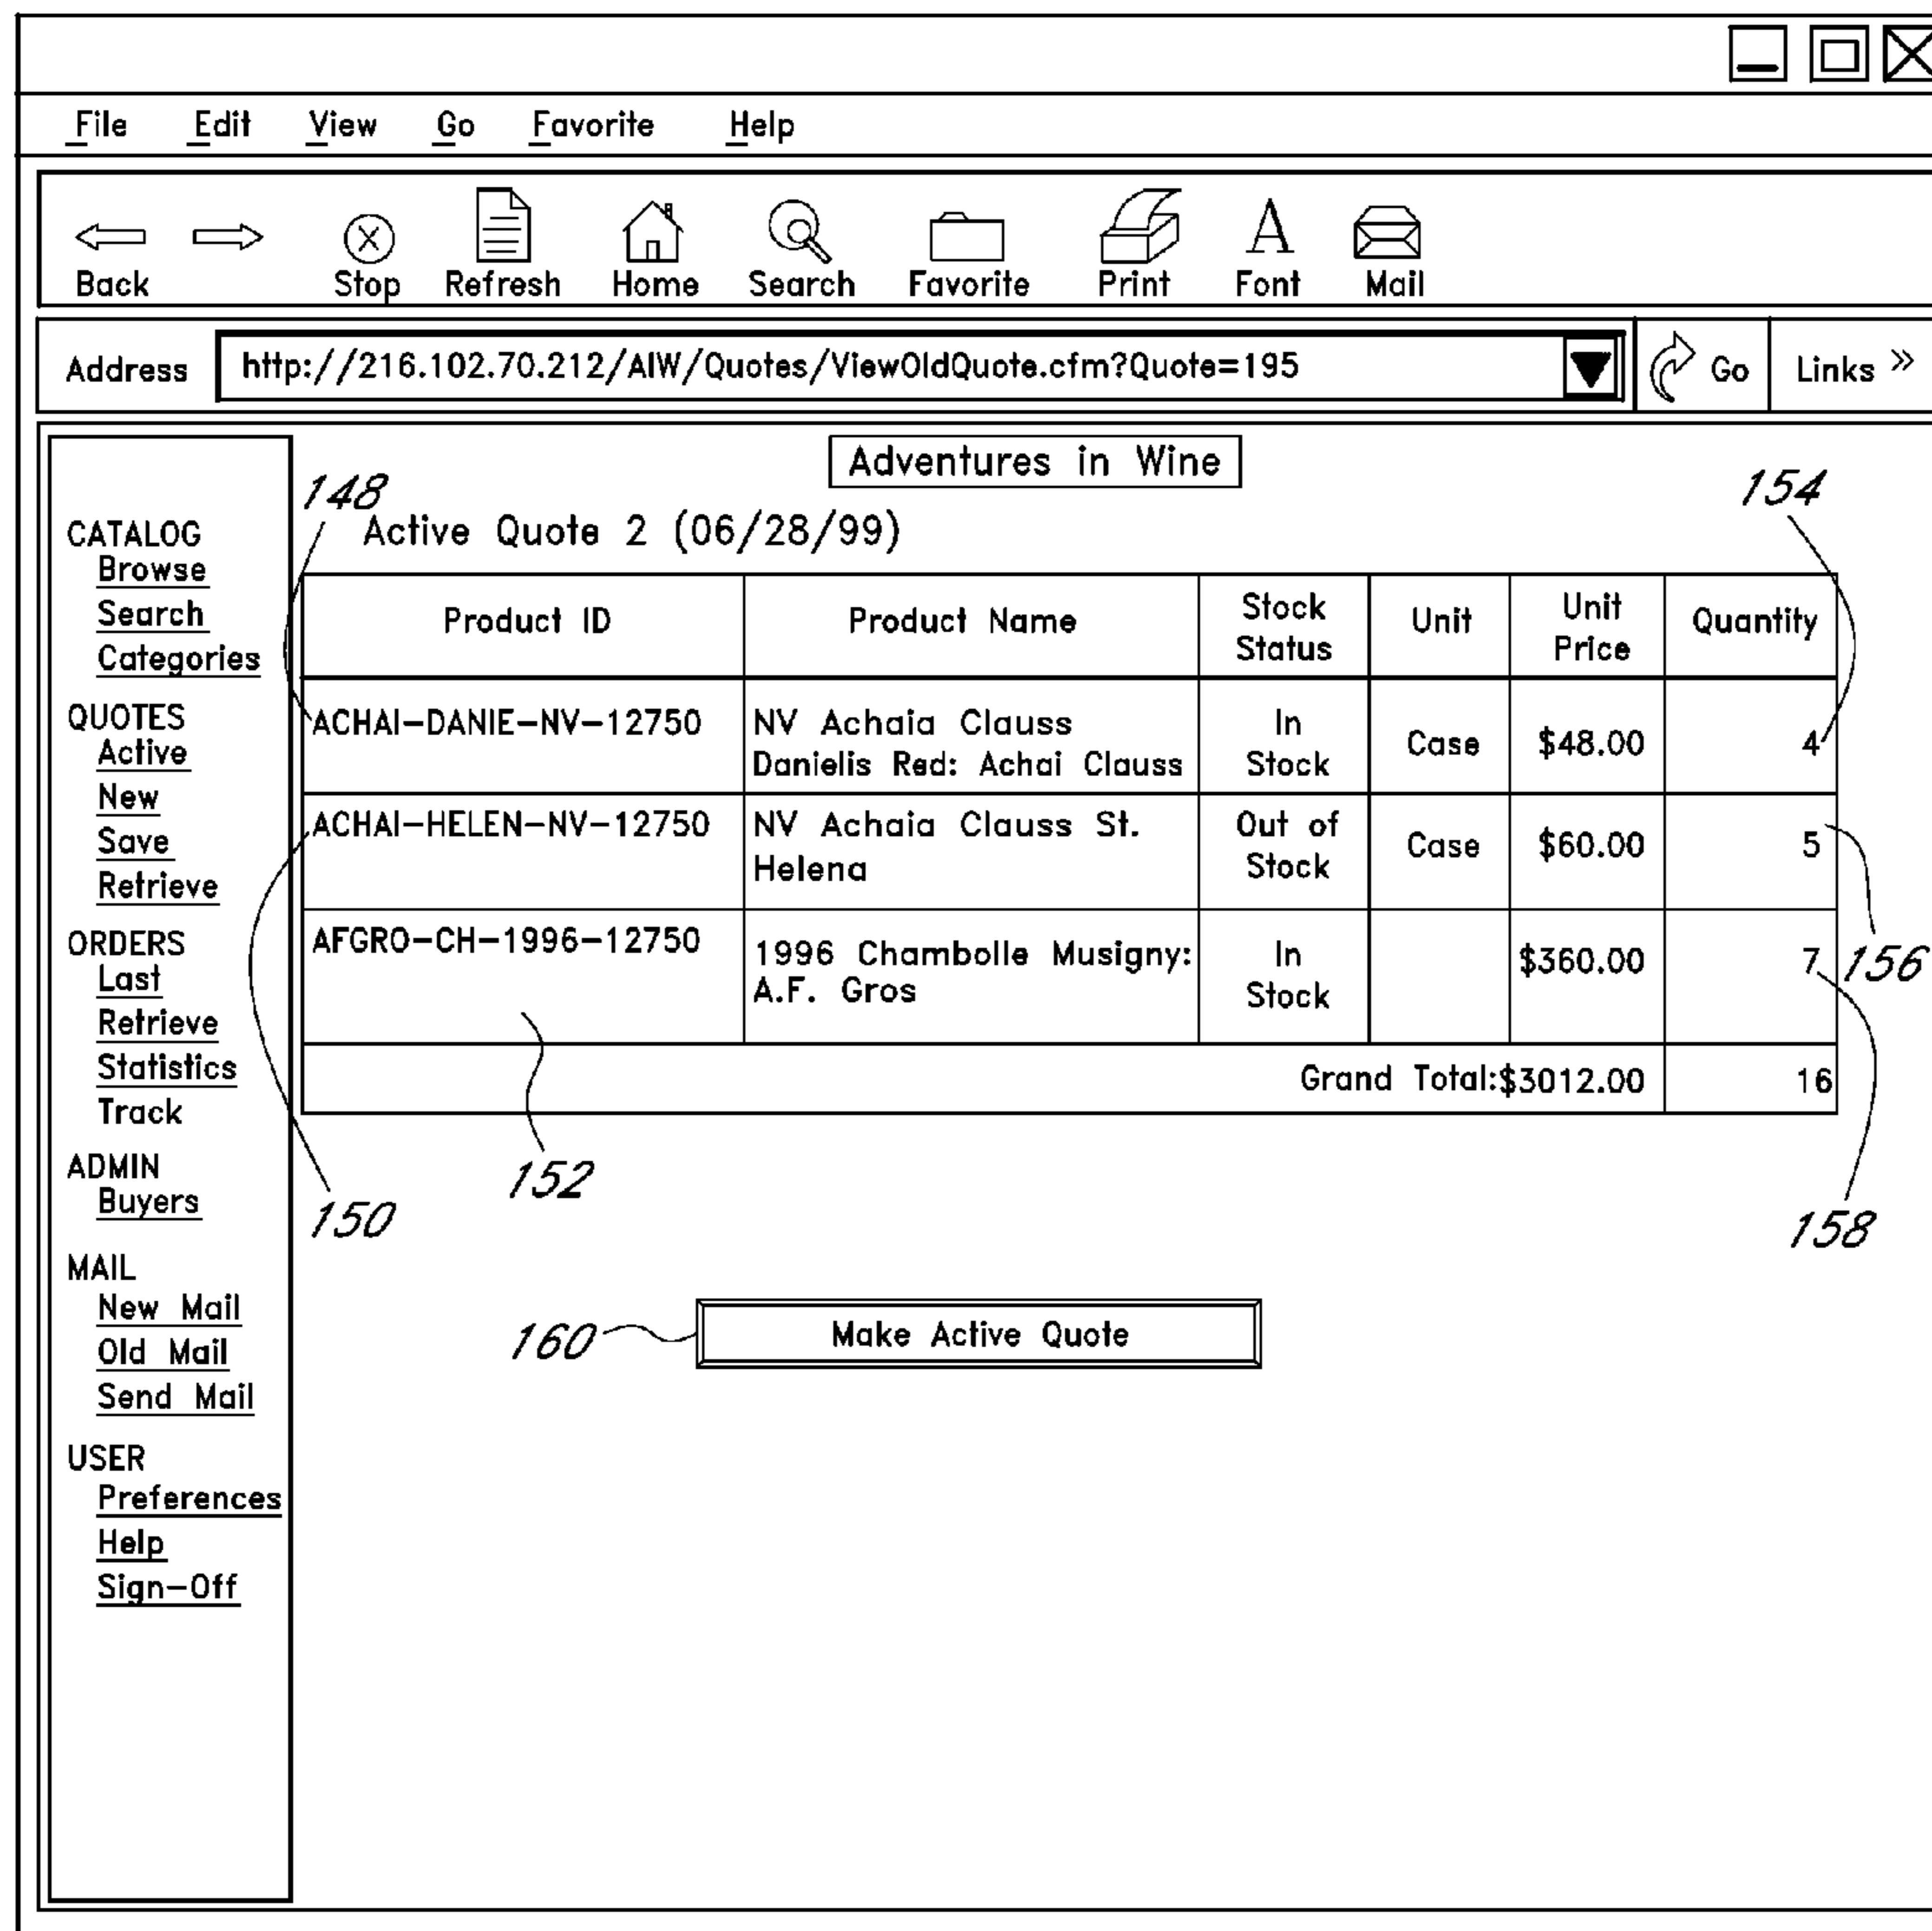 File Edit View Go Favorite Help
Back Stop Refresh Home Search Favorite Print Font Mail
Address http://216.102.70.212/AIW/Quotes/ViewOldQuote.cfm?Quote=195 Go Links »
Adventures in Wine
148
154
Active Quote 2 (06/28/99)
CATALOG
Browse
Search
Categories
QUOTES
Active
New
Save
Retrieve
ORDERS
Last
Retrieve
Statistics
Track
ADMIN
Buyers
MAIL
New Mail
Old Mail
Send Mail
USER
Preferences
Help
Sign-Off
Product ID
Product Name
Stock
Status
Unit
Unit
Price
Quantity
ACHAI-DANIE-NV-12750
NV Achaia Clauss
Danielis Red: Achai Clauss
In
Stock
Case
$48.00
4
ACHAI-HELEN-NV-12750
NV Achaia Clauss St.
Helena
Out of
Stock
Case
$60.00
5
156
AFGRO-CH-1996-12750
1996 Chambolle Musigny:
A.F. Gros
In
Stock
$360.00
7
Grand Total:$3012.00 16
152
150
158
160
Make Active Quote